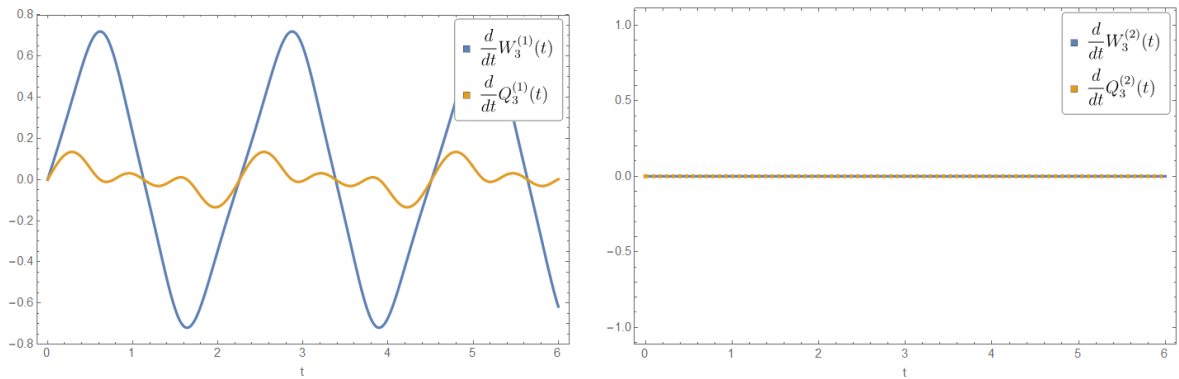 0.8
0.6
0.4
0.2
0.0
−0.2
−0.4
−0.6
−0.8
0 1 2 3 4 5 6
t
d/dt W_3^{(1)}(t)
d/dt Q_3^{(1)}(t)
1.0
0.5
0.0
−0.5
−1.0
0 1 2 3 4 5 6
t
d/dt W_3^{(2)}(t)
d/dt Q_3^{(2)}(t)